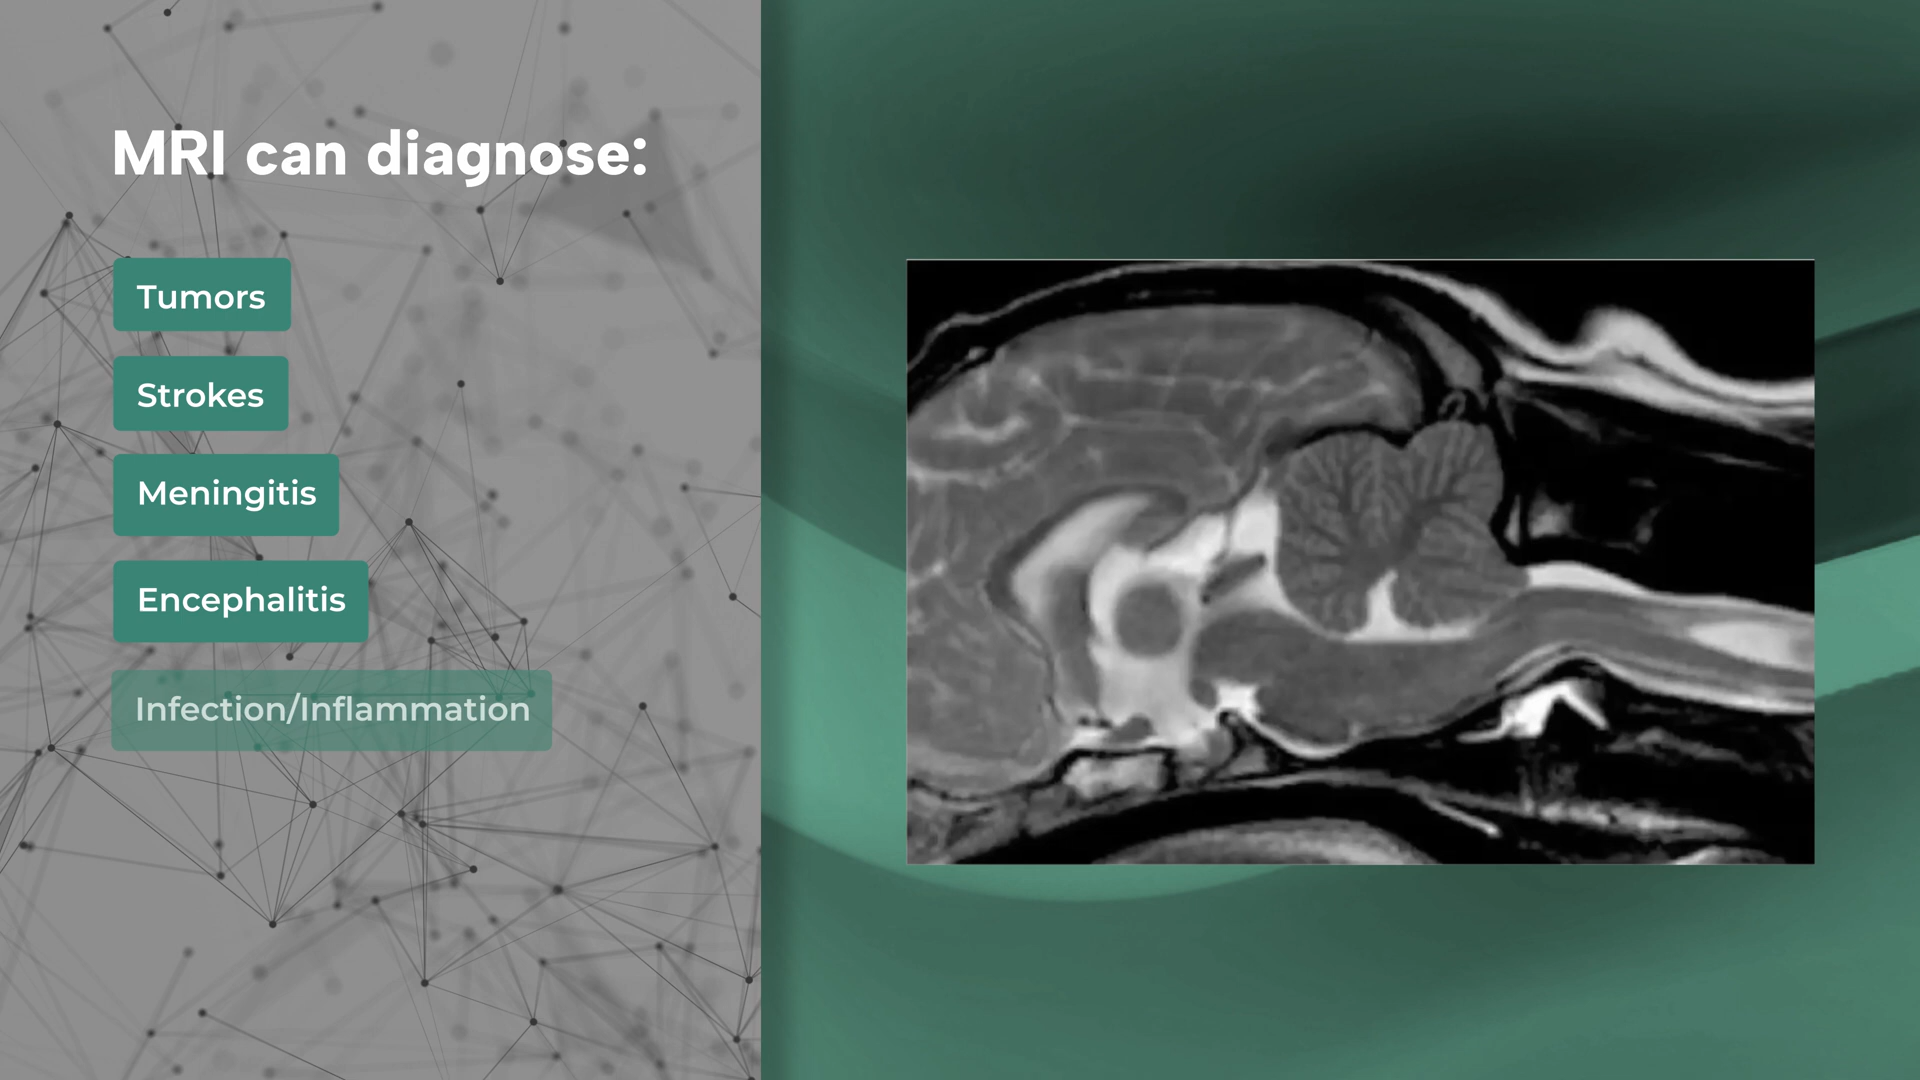 MRI can diagnose:
Tumors
Strokes
Meningitis
Encephalitis
Infection/Inflammation